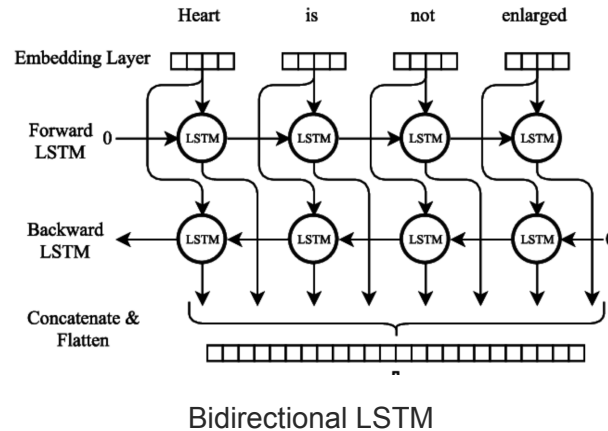 Heart is not enlarged
Embedding Layer
Forward
LSTM
0
LSTM LSTM LSTM LSTM
Backward
LSTM
LSTM LSTM LSTM LSTM
Concatenate &
Flatten
Bidirectional LSTM